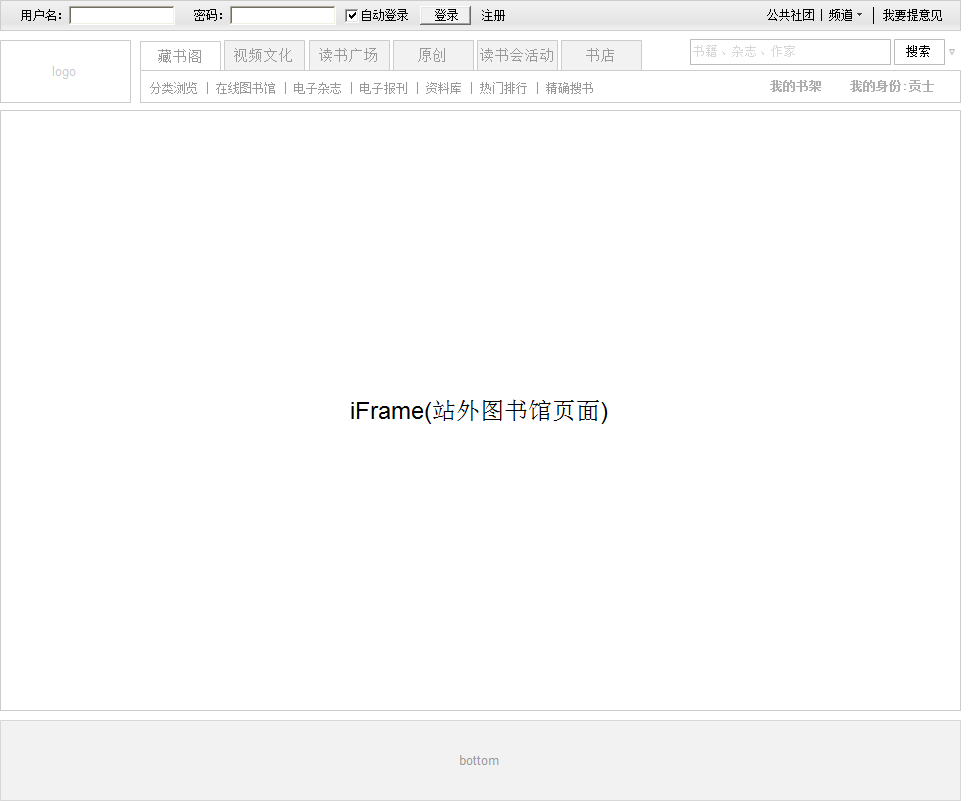 用户名: 密码: 自动登录 登录 注册 公共社团 | 频道 | 我要提意见
logo
藏书阁 视频文化 读书广场 原创 读书会活动 书店 书籍、杂志、作家 搜索
分类浏览 | 在线图书馆 | 电子杂志 | 电子报刊 | 资料库 | 热门排行 | 精确搜书 我的书架 我的身份:贡士
iFrame(站外图书馆页面)
bottom